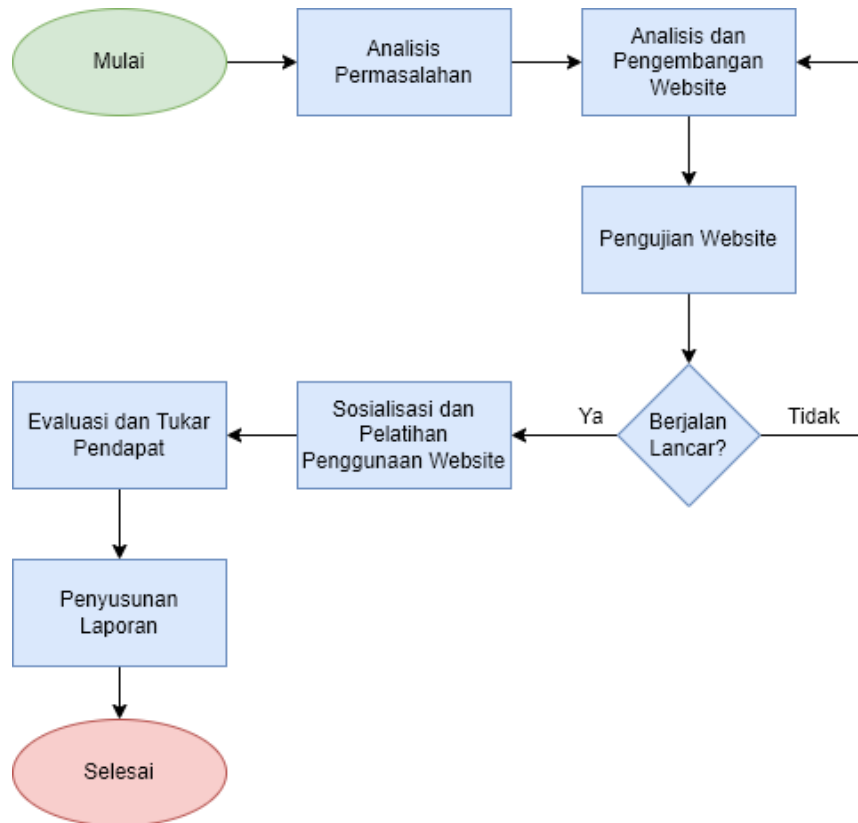 Mulai
Analisis
Permasalahan
Analisis dan
Pengembangan
Website
Pengujian Website
Berjalan
Lancar?
Ya
Tidak
Sosialisasi dan
Pelatihan
Penggunaan Website
Evaluasi dan Tukar
Pendapat
Penyusunan
Laporan
Selesai